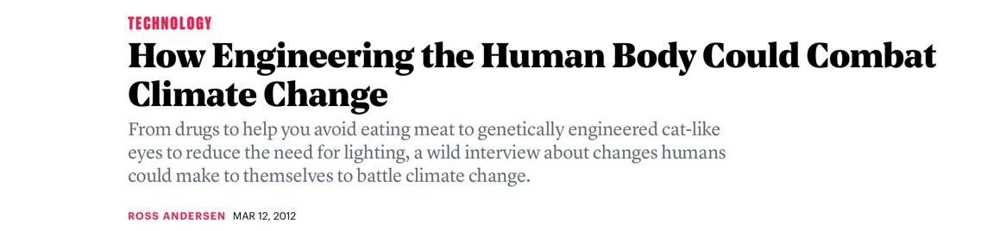 TECHNOLOGY
How Engineering the Human Body Could Combat
Climate Change
From drugs to help you avoid eating meat to genetically engineered cat-like
eyes to reduce the need for lighting, a wild interview about changes humans
could make to themselves to battle climate change.
ROSS ANDERSEN MAR 12, 2012